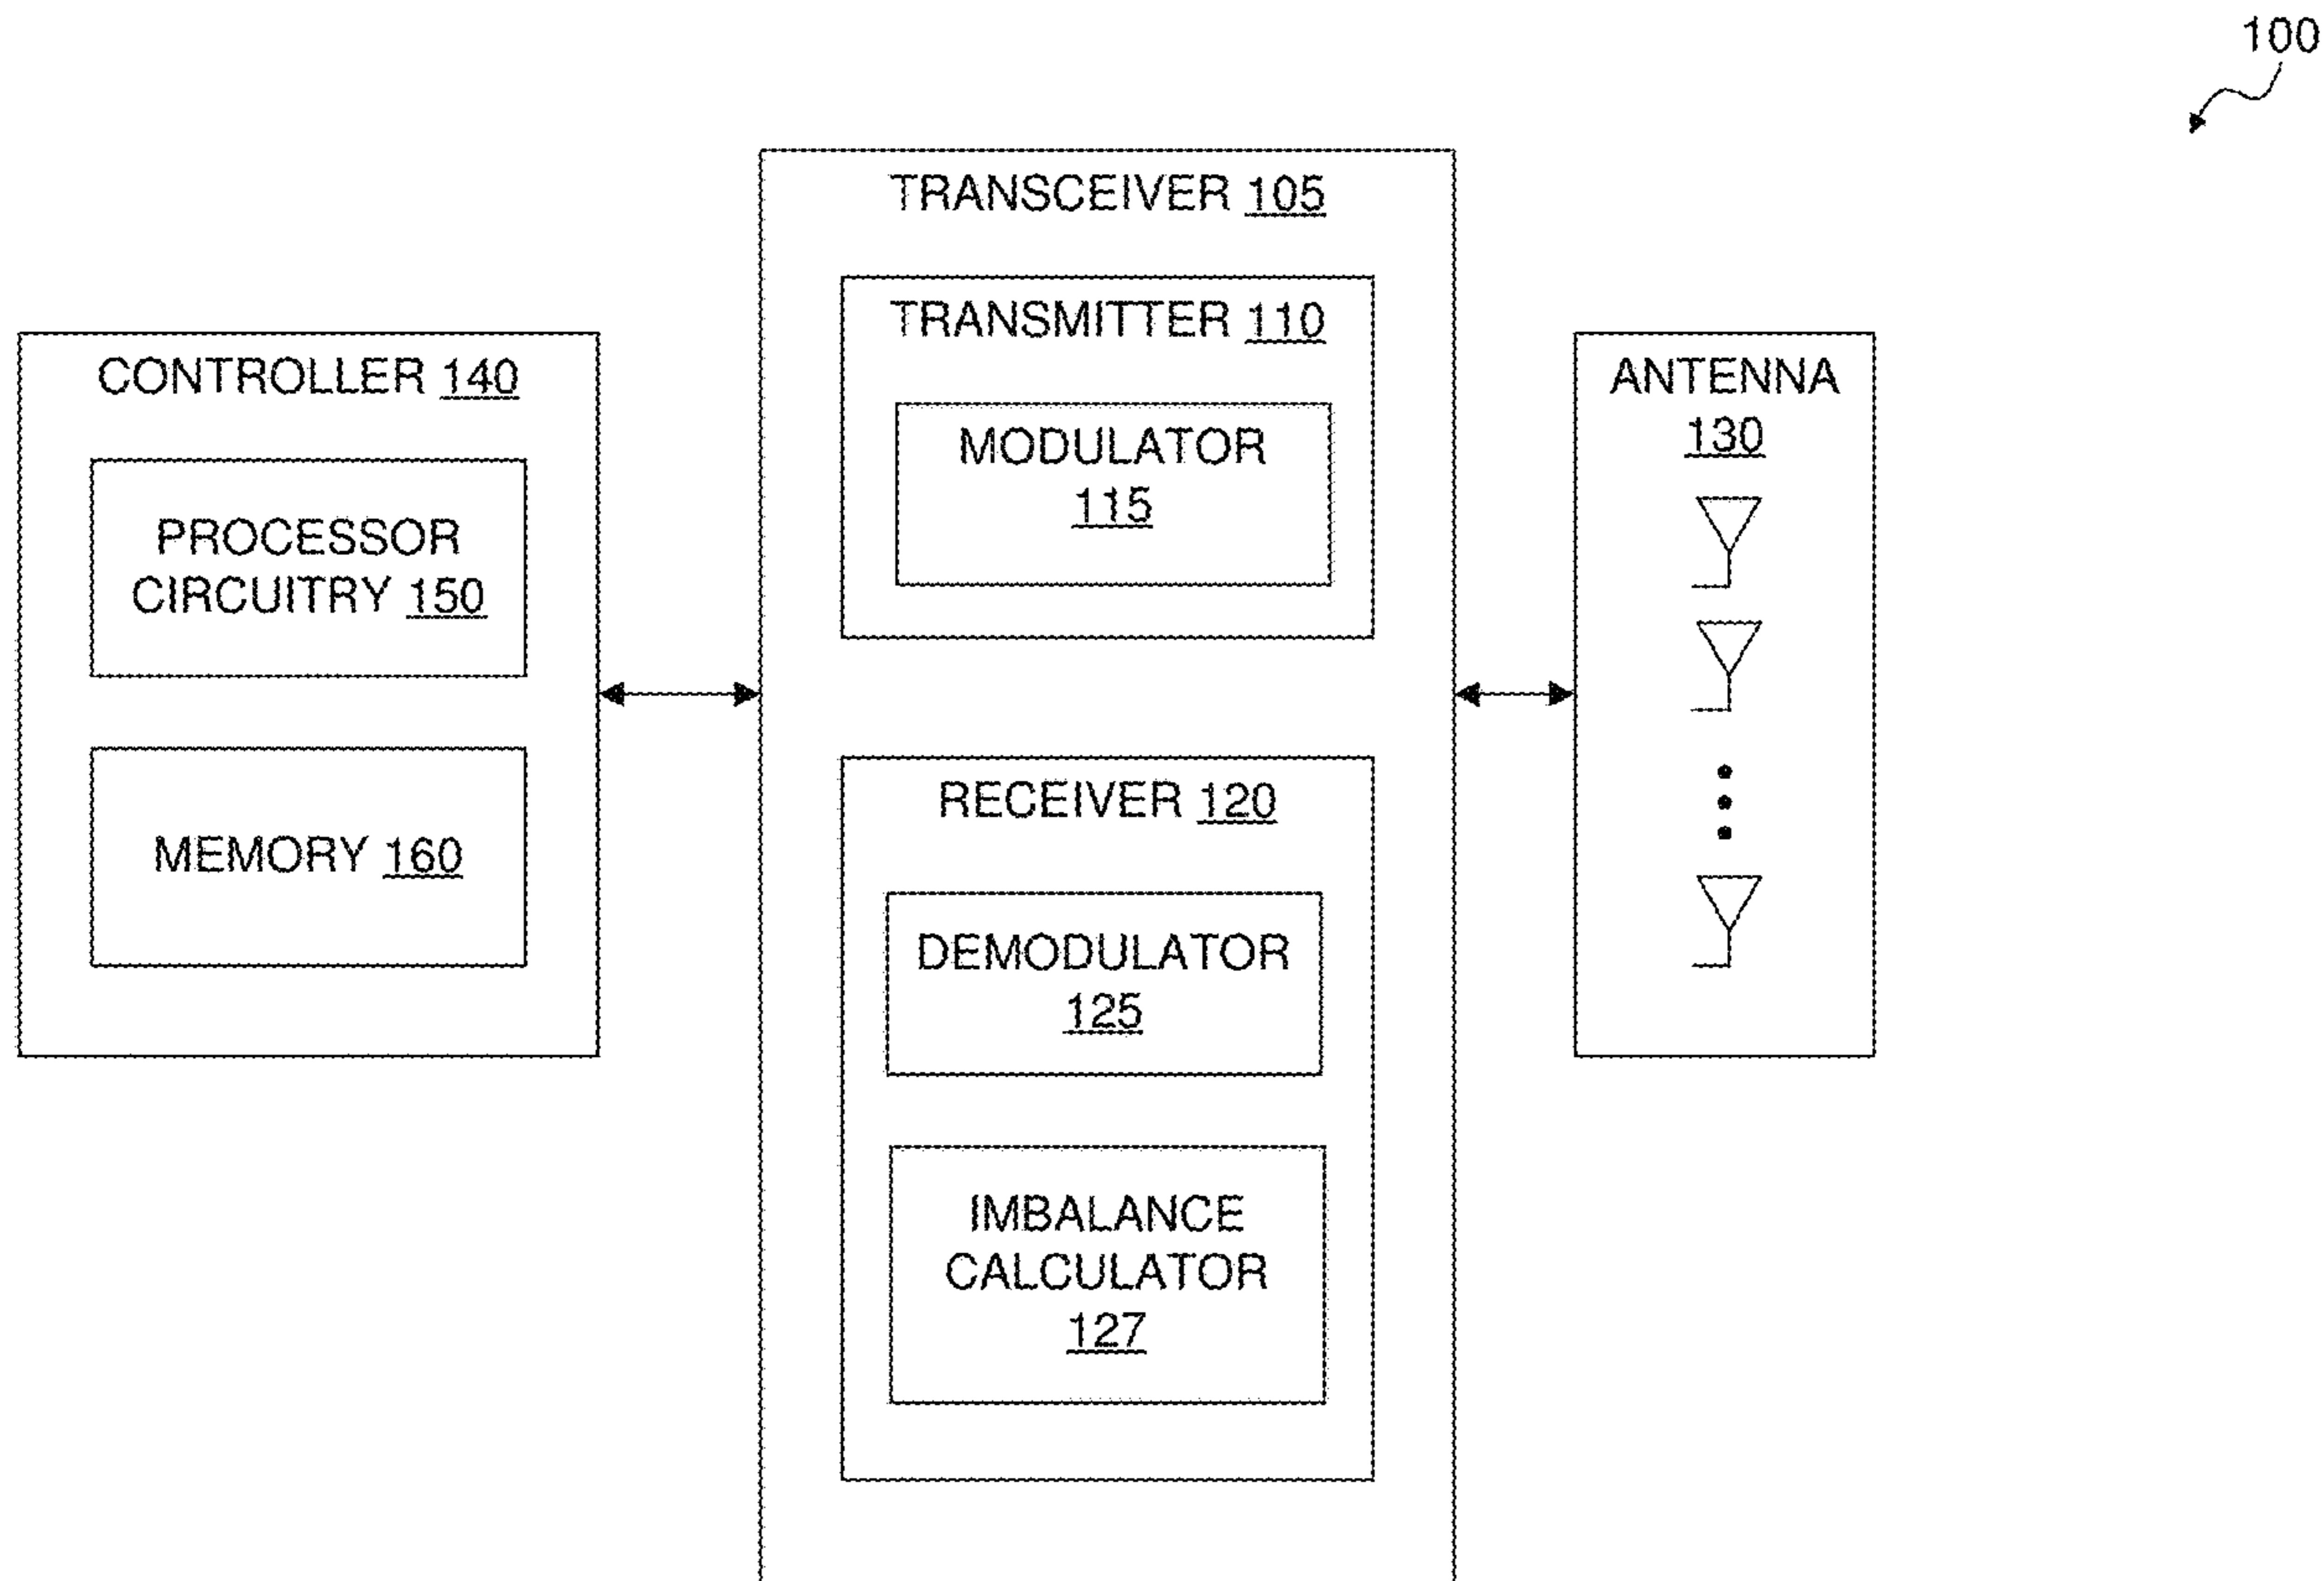 100
CONTROLLER 140
PROCESSOR
CIRCUITRY 150
MEMORY 160
TRANSCEIVER 105
TRANSMITTER 110
MODULATOR
115
RECEIVER 120
DEMODULATOR
125
IMBALANCE
CALCULATOR
127
ANTENNA
130